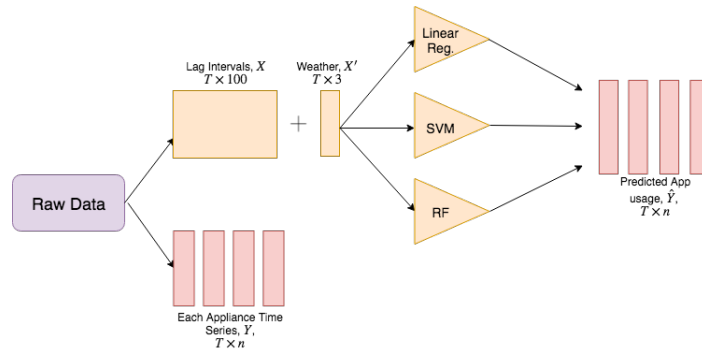 Lag Intervals, X
T × 100
+
Weather, X′
T × 3
Linear
Reg.
SVM
RF
Raw Data
Each Appliance Time
Series, Y,
T × n
Predicted App
usage, Ŷ,
T × n